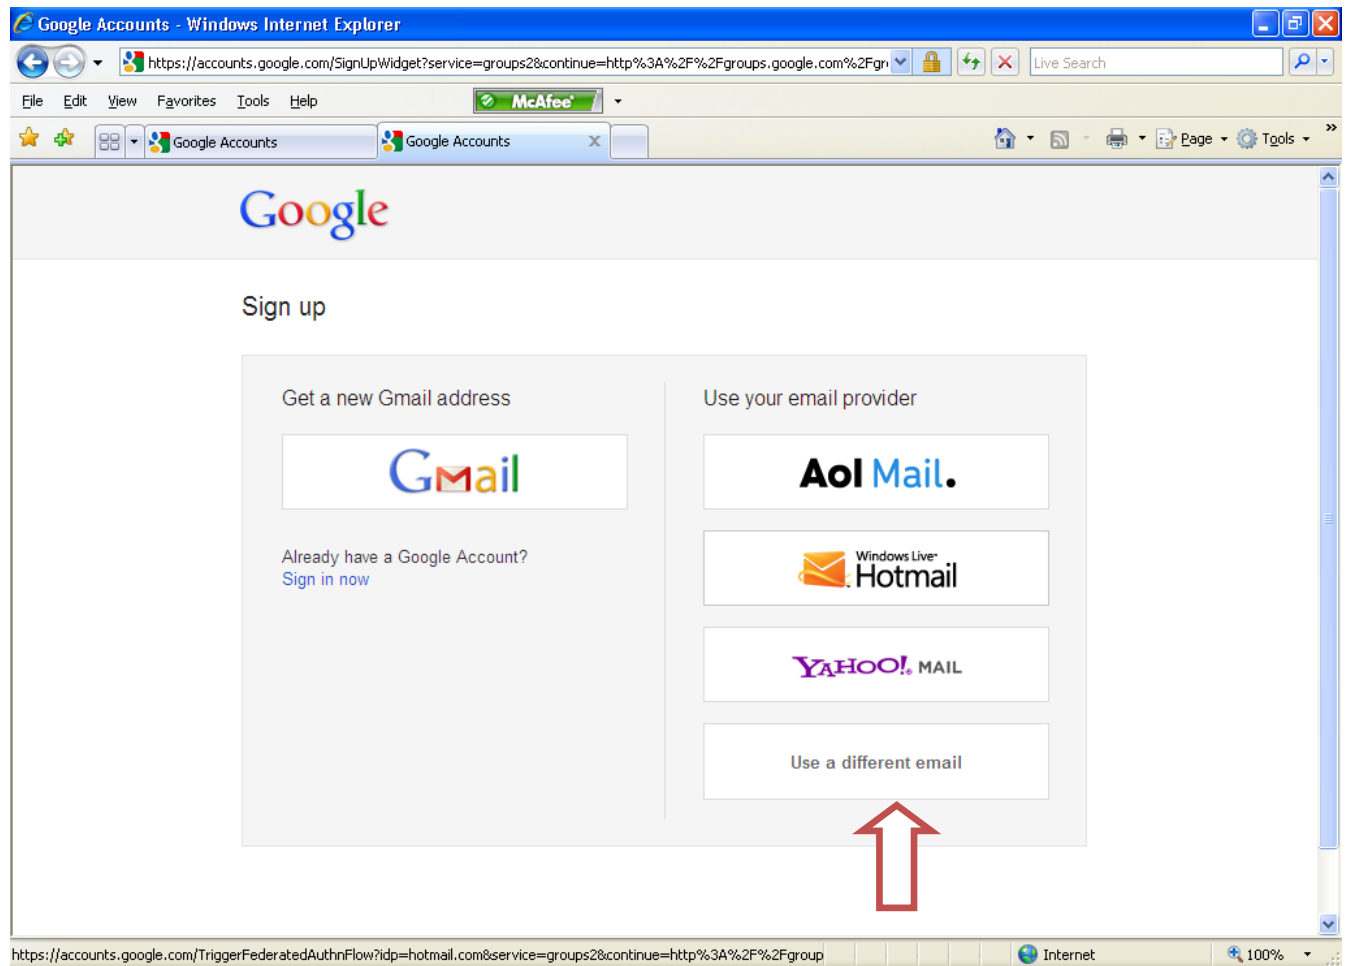 Google Accounts - Windows Internet Explorer
https://accounts.google.com/SignUpWidget?service=groups2&continue=http%3A%2F%2Fgroups.google.com%2Fgr
Live Search
File Edit View Favorites Tools Help
McAfee
Google Accounts
Google Accounts
Page
Tools
Google
Sign up
Get a new Gmail address
Gmail
Already have a Google Account?
Sign in now
Use your email provider
Aol Mail.
Windows Live
Hotmail
YAHOO! MAIL
Use a different email
https://accounts.google.com/TriggerFederatedAuthnFlow?idp=hotmail.com&service=groups2&continue=http%3A%2F%2Fgroup
Internet
100%